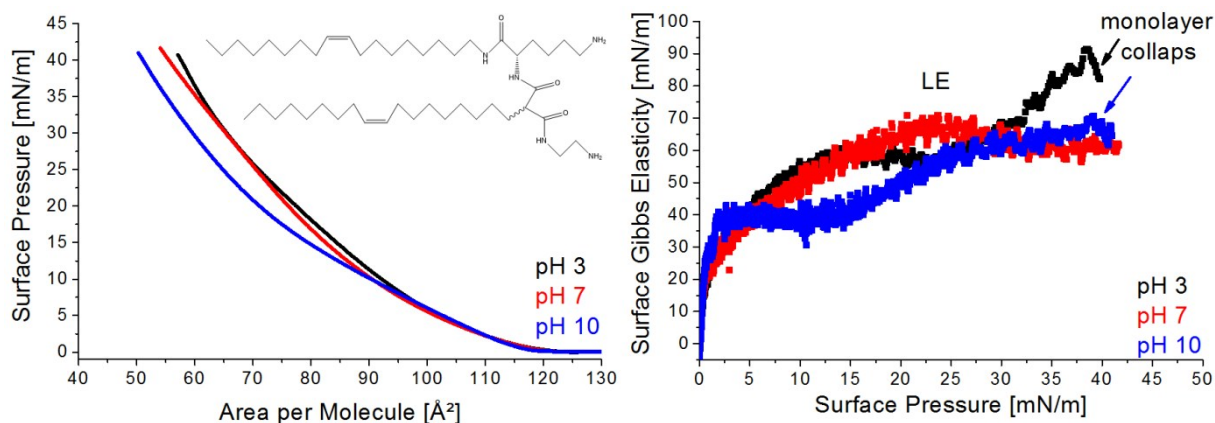 Surface Pressure [mN/m]
45
40
35
30
25
20
15
10
5
0
40 50 60 70 80 90 100 110 120 130
Area per Molecule [Å²]
pH 3
pH 7
pH 10
O
NH₂
N
H
NH
O
O
NH
NH₂
Surface Gibbs Elasticity [mN/m]
100
90
80
70
60
50
40
30
20
10
0
0 5 10 15 20 25 30 35 40 45 50
Surface Pressure [mN/m]
LE
monolayer
collaps
pH 3
pH 7
pH 10